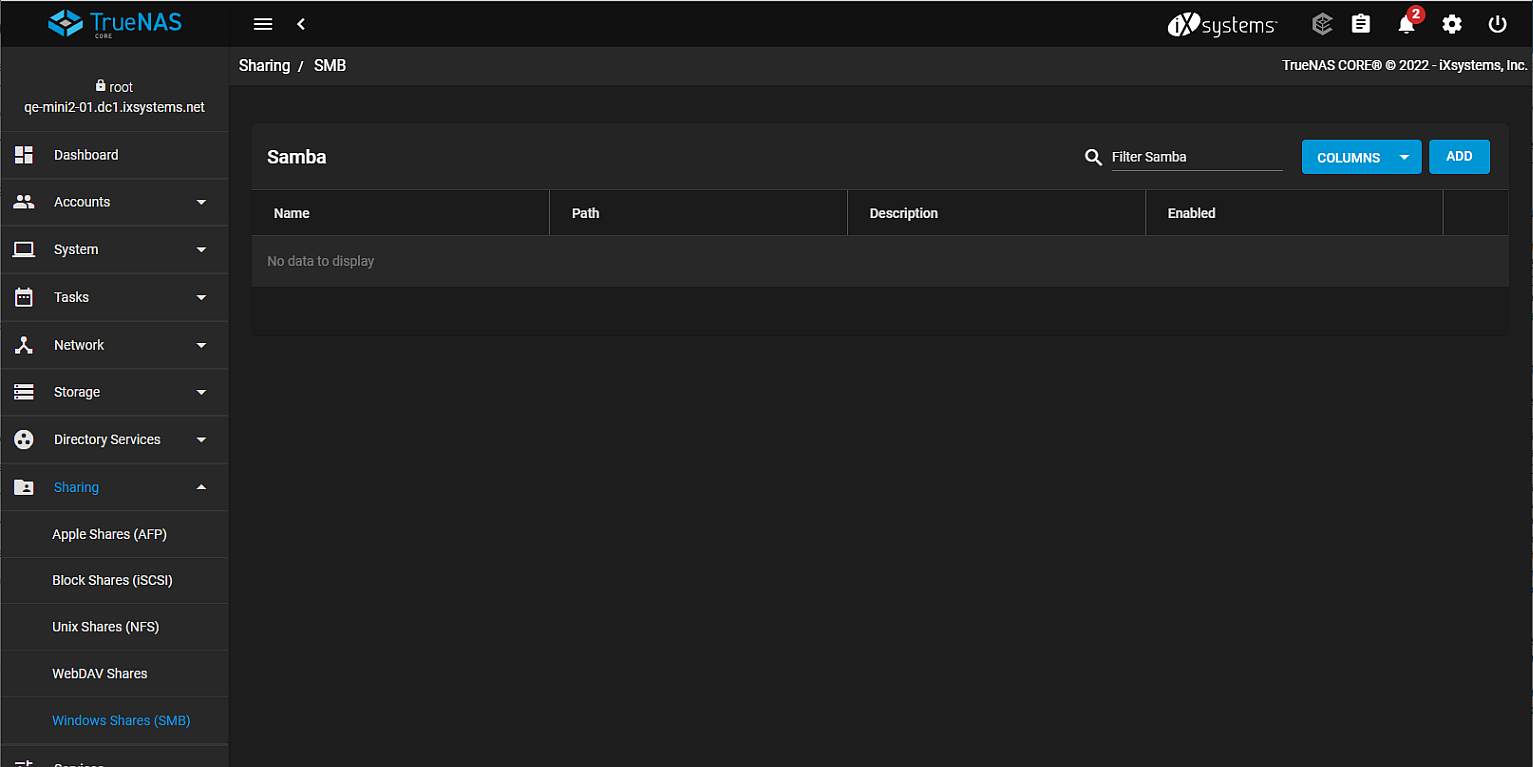 TrueNAS
CORE
iXsystems™
2
Sharing / SMB
TrueNAS CORE® © 2022 - iXsystems, Inc.
root
qe-mini2-01.dc1.ixsystems.net
Dashboard
Accounts
System
Tasks
Network
Storage
Directory Services
Sharing
Apple Shares (AFP)
Block Shares (iSCSI)
Unix Shares (NFS)
WebDAV Shares
Windows Shares (SMB)
Samba
Filter Samba
COLUMNS
ADD
Name Path Description Enabled
No data to display